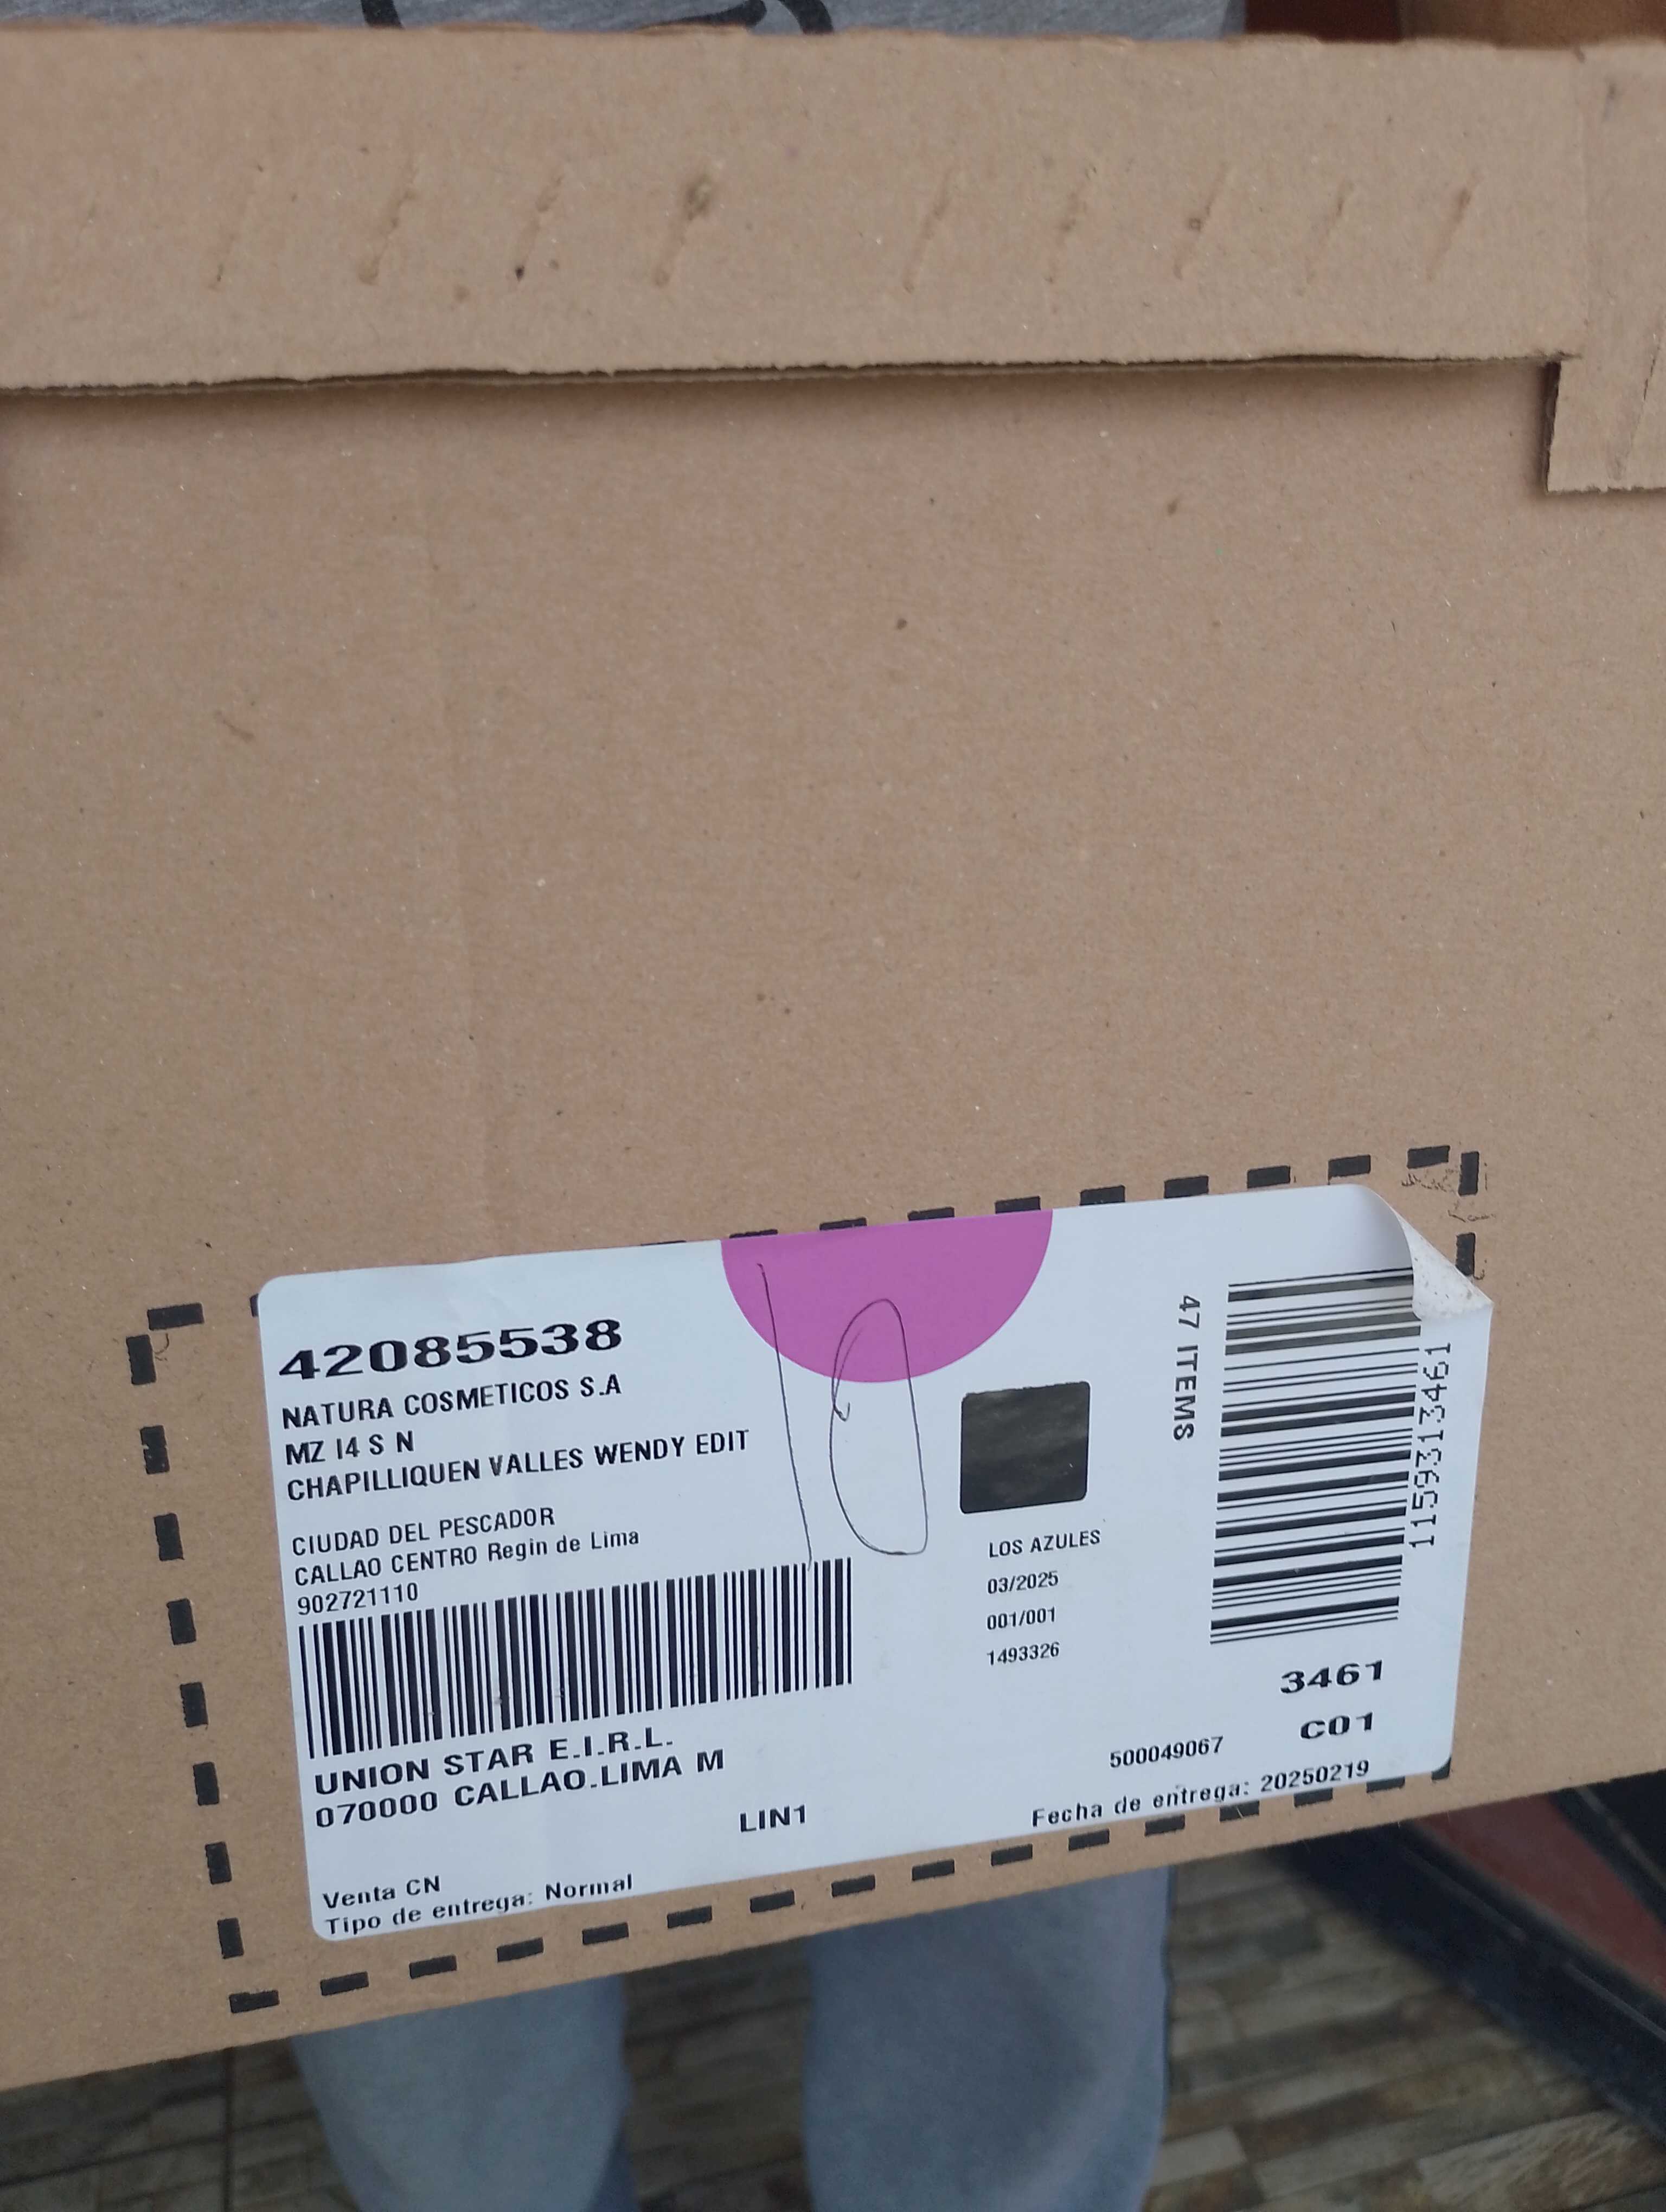 42085538
NATURA COSMETICOS S.A
MZ I4 S N
CHAPILLIQUEN VALLES WENDY EDIT
CIUDAD DEL PESCADOR
CALLAO CENTRO Regin de Lima
902721110
UNION STAR E.I.R.L.
070000 CALLAO.LIMA M
LIN1
Venta CN
Tipo de entrega: Normal
10
LOS AZULES
03/2025
001/001
1493326
47 ITEMS
1159313461
3461
C01
500049067
Fecha de entrega: 20250219